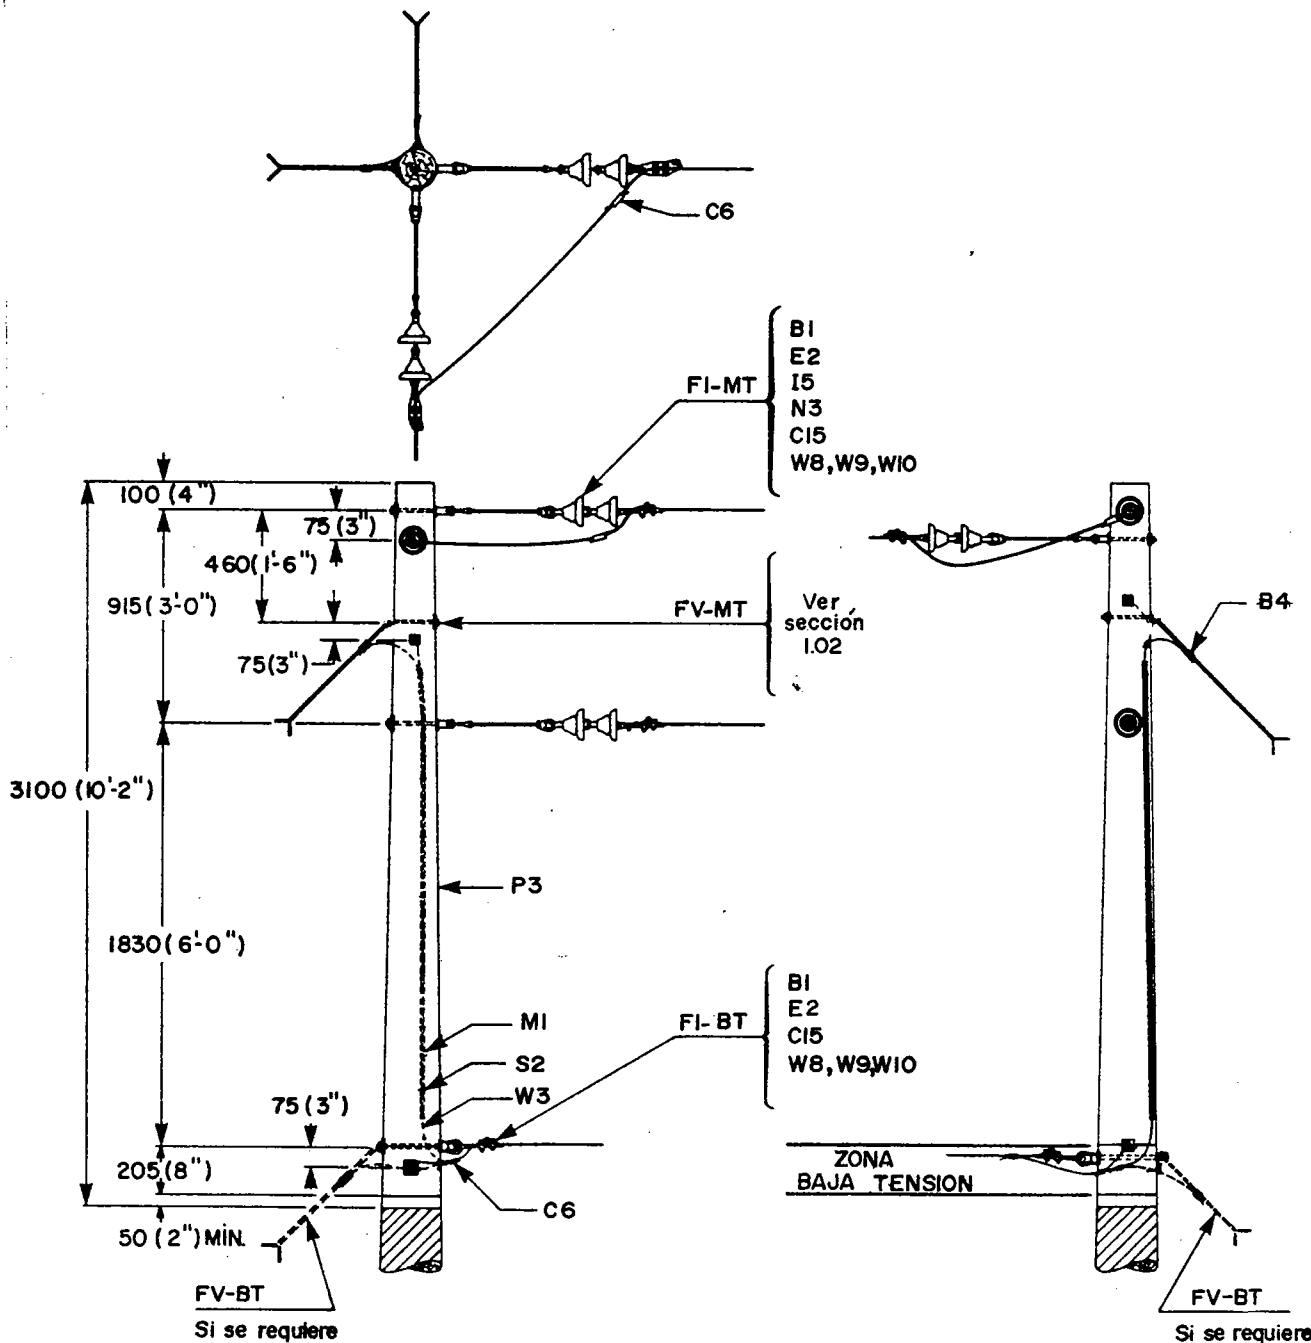 C6
FI-MT
B1
E2
I5
N3
C15
W8,W9,W10
100 (4")
75 (3")
460(1'-6")
915(3'-0")
FV-MT
Ver
sección
1.02
B4
75(3")
3100 (10'-2")
P3
1830(6'-0")
FI-BT
B1
E2
C15
W8,W9,W10
M1
S2
W3
75 (3")
205(8")
ZONA
BAJA TENSION
C6
50 (2") MÍN.
FV-BT
Si se requiere
FV-BT
Si se requiere